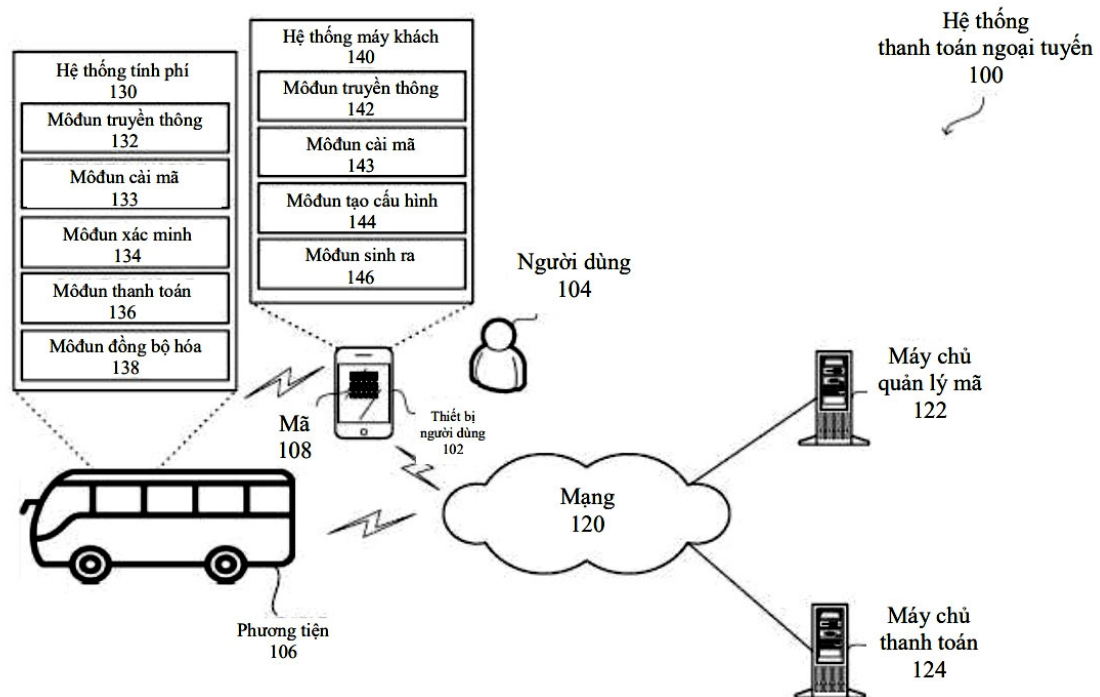 Hệ thống
thanh toán ngoại tuyến
100
Hệ thống tính phí
130
Môđun truyền thông
132
Môđun cài mã
133
Môđun xác minh
134
Môđun thanh toán
136
Môđun đồng bộ hóa
138
Hệ thống máy khách
140
Môđun truyền thông
142
Môđun cài mã
143
Môđun tạo cấu hình
144
Môđun sinh ra
146
Người dùng
104
Mã
108
Thiết bị
người dùng
102
Máy chủ
quản lý mã
122
Mạng
120
Phương tiện
106
Máy chủ
thanh toán
124